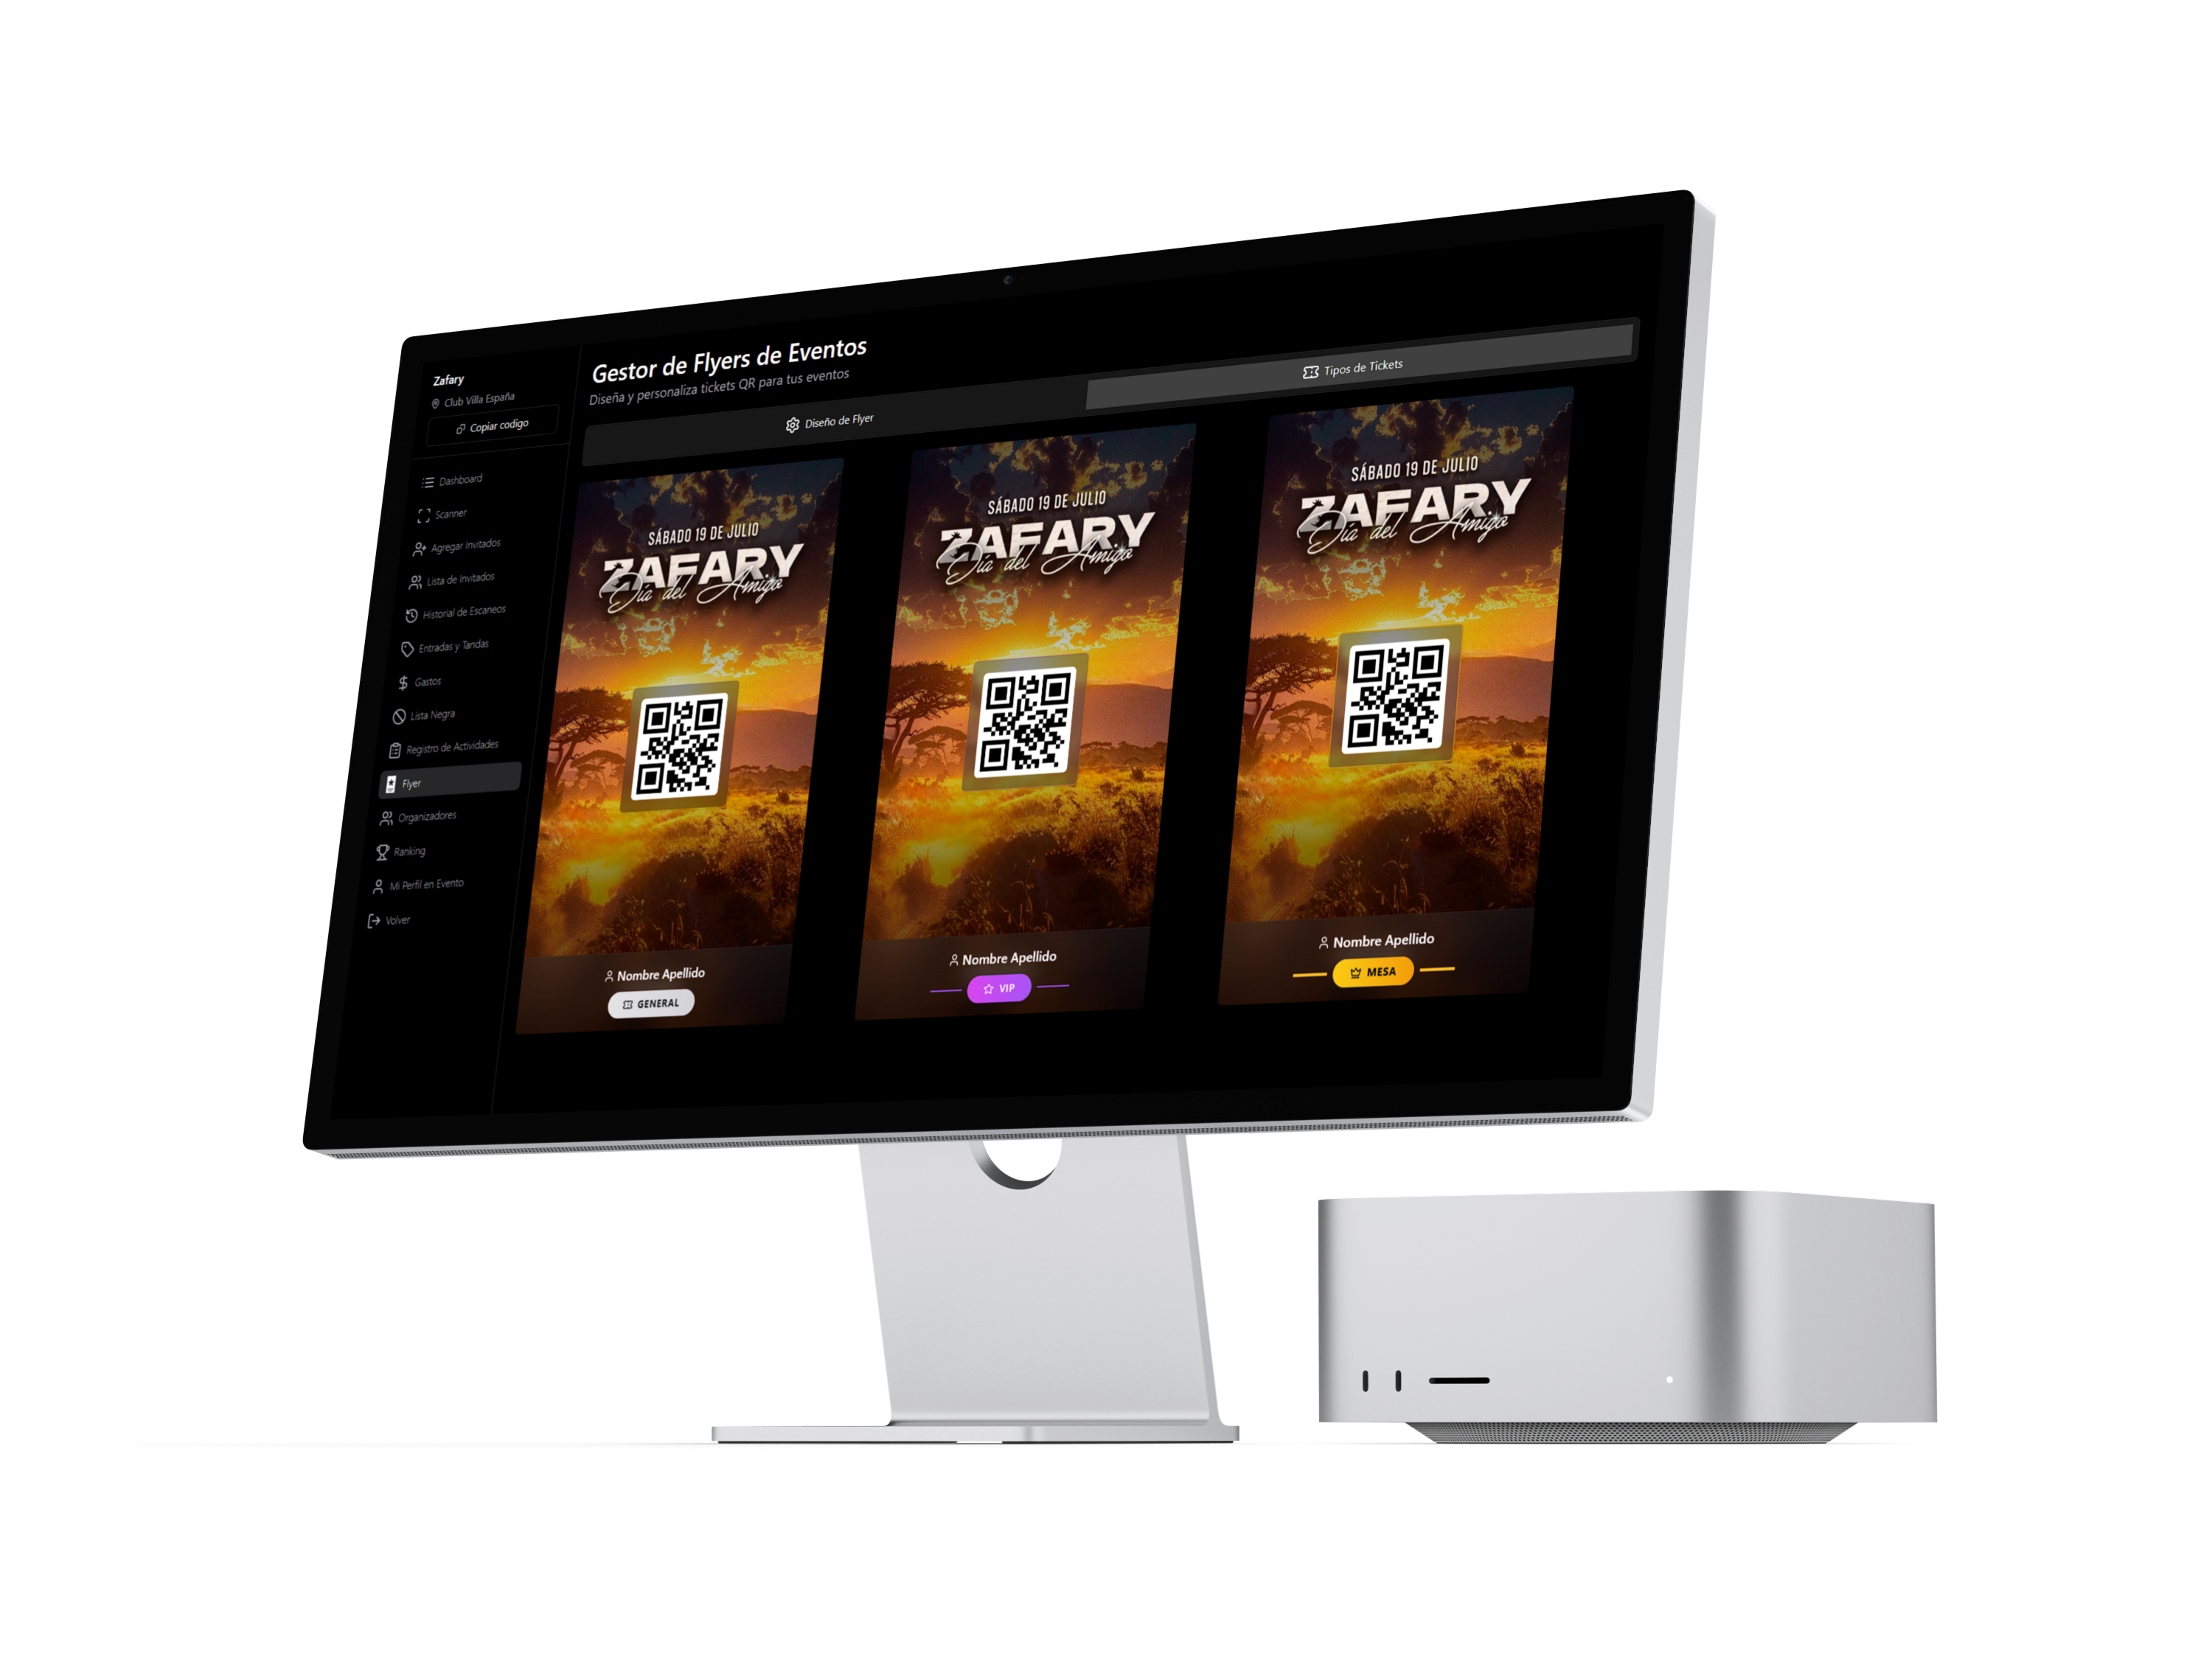 Zafary
Club Villa España
Copiar codigo
Dashboard
Scanner
Agregar Invitados
Lista de Invitados
Historial de Escaneos
Entradas y Tandas
Gastos
Lista Negra
Registro de Actividades
Flyer
Organizadores
Ranking
Mi Perfil en Evento
Volver
Gestor de Flyers de Eventos
Diseña y personaliza tickets QR para tus eventos
Diseño de Flyer
Tipos de Tickets
SÁBADO 19 DE JULIO
ZAFARY
Día del Amigo
Nombre Apellido
GENERAL
SÁBADO 19 DE JULIO
ZAFARY
Día del Amigo
Nombre Apellido
VIP
SÁBADO 19 DE JULIO
ZAFARY
Día del Amigo
Nombre Apellido
MESA